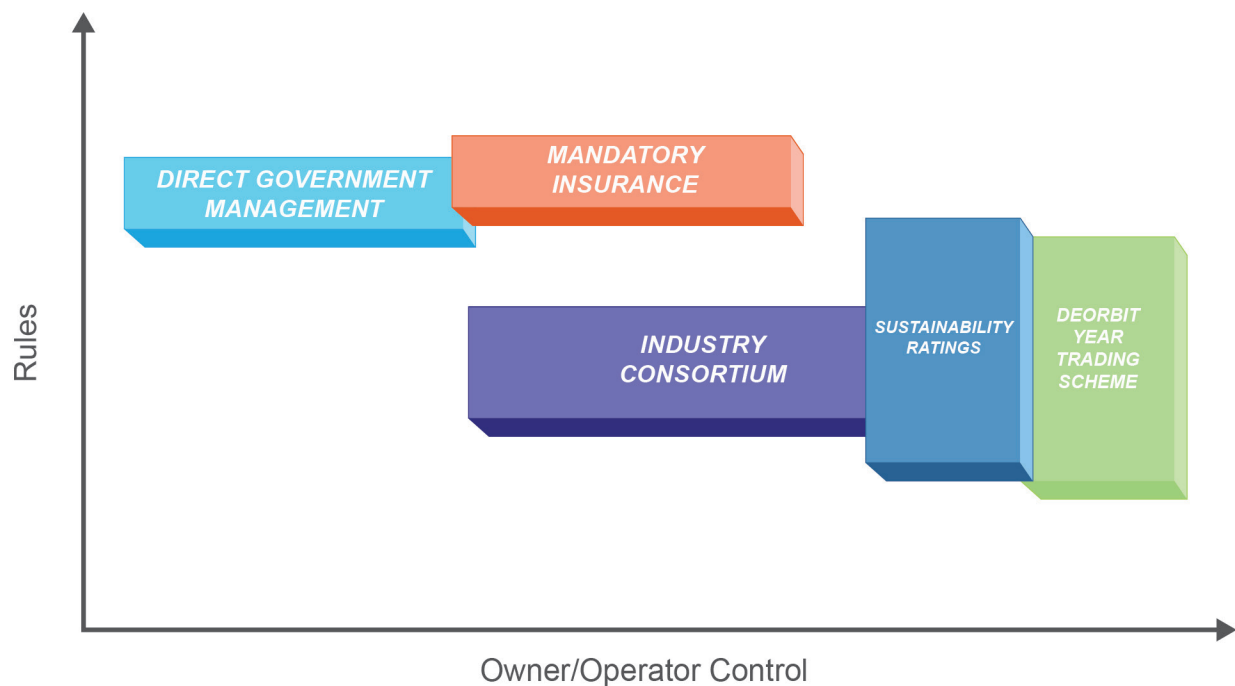 Rules
DIRECT GOVERNMENT
MANAGEMENT
MANDATORY
INSURANCE
INDUSTRY
CONSORTIUM
SUSTAINABILITY
RATINGS
DEORBIT
YEAR
TRADING
SCHEME
Owner/Operator Control